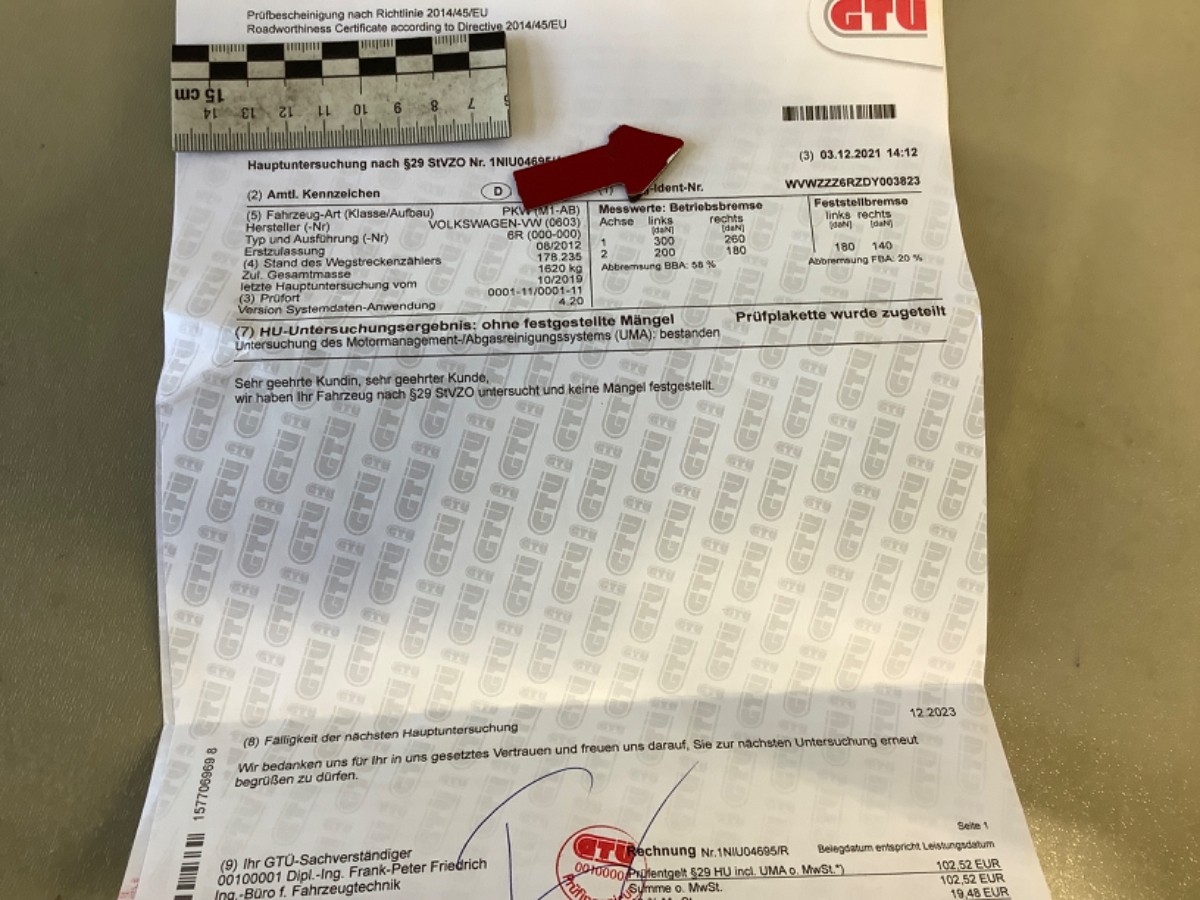 Prüfbescheinigung nach Richtlinie 2014/45/EU
Roadworthiness Certificate according to Directive 2014/45/EU
GTÜ
15 cm 14 13 12 11 10 9 8 7
Hauptuntersuchung nach §29 StVZO Nr. 1NIU04695/
(3) 03.12.2021 14:12
(2) Amtl. Kennzeichen D
-Ident-Nr. WVWZZZ6RZDY003823
(5) Fahrzeug-Art (Klasse/Aufbau) PKW (M1-AB)
Hersteller (-Nr) VOLKSWAGEN-VW (0603)
Typ und Ausführung (-Nr) 6R (000-000)
Erstzulassung 08/2012
(4) Stand des Wegstreckenzählers 178.235
Zul. Gesamtmasse 1620 kg
letzte Hauptuntersuchung vom 10/2019
(3) Prüfort 0001-11/0001-11
Version Systemdaten-Anwendung 4.20
Messwerte: Betriebsbremse
Achse links rechts
[daN] [daN]
1 300 260
2 200 180
Abbremsung BBA: 58 %
Feststellbremse
links rechts
[daN] [daN]
180 140
Abbremsung FBA: 20 %
(7) HU-Untersuchungsergebnis: ohne festgestellte Mängel Prüfplakette wurde zugeteilt
Untersuchung des Motormanagement-/Abgasreinigungssystems (UMA): bestanden
Sehr geehrte Kundin, sehr geehrter Kunde,
wir haben Ihr Fahrzeug nach §29 StVZO untersucht und keine Mängel festgestellt.
(8) Fälligkeit der nächsten Hauptuntersuchung 12.2023
Wir bedanken uns für Ihr in uns gesetztes Vertrauen und freuen uns darauf, Sie zur nächsten Untersuchung erneut
begrüßen zu dürfen.
157706969 8
Seite 1
(9) Ihr GTÜ-Sachverständiger
00100001 Dipl.-Ing. Frank-Peter Friedrich
Ing.-Büro f. Fahrzeugtechnik
GTÜ
0010000
Rechnung Nr.1NIU04695/R Belegdatum entspricht Leistungsdatum
Prüfentgelt §29 HU incl. UMA o. MwSt.*) 102,52 EUR
Summe o. MwSt. 102,52 EUR
19,48 EUR